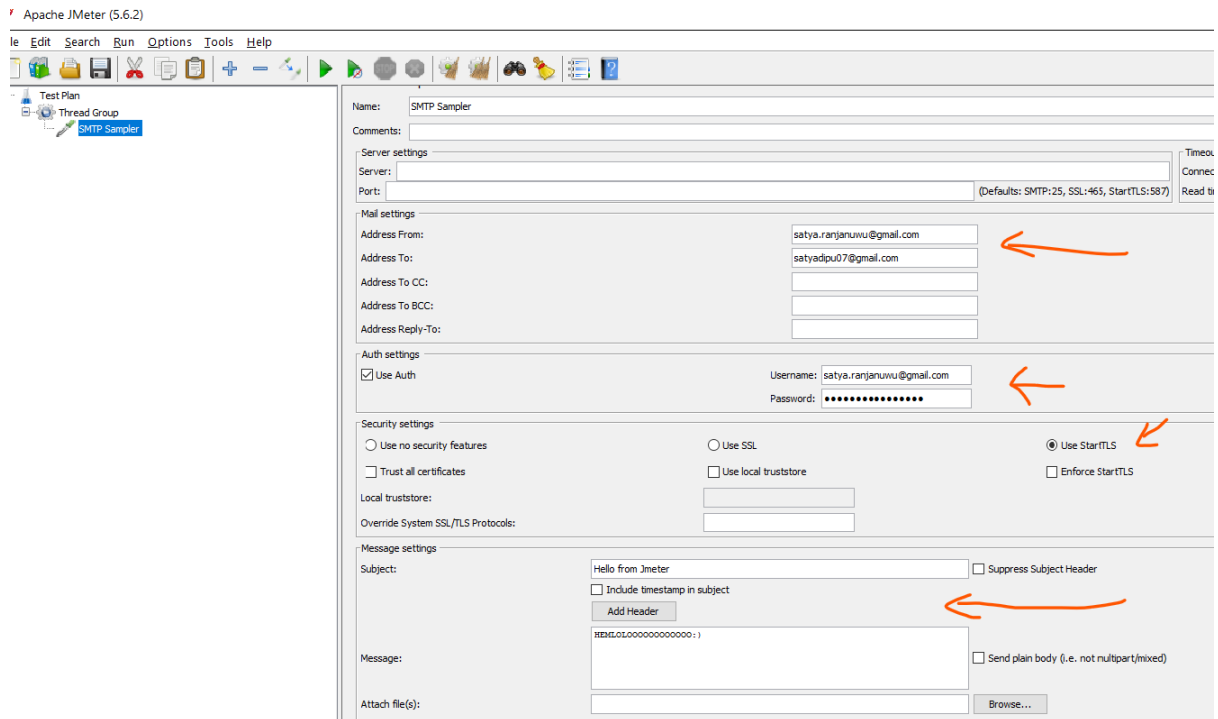 Apache JMeter (5.6.2)
le Edit Search Run Options Tools Help
STOP
Test Plan
Thread Group
SMTP Sampler
Name: SMTP Sampler
Comments:
Server settings
Timeou
Server:
Connec
Port: (Defaults: SMTP:25, SSL:465, StartTLS:587) Read ti
Mail settings
Address From: satya.ranjanuwu@gmail.com
Address To: satyadipu07@gmail.com
Address To CC:
Address To BCC:
Address Reply-To:
Auth settings
Use Auth Username: satya.ranjanuwu@gmail.com
Password: ●●●●●●●●●●●●●●●●
Security settings
Use no security features Use SSL Use StartTLS
Trust all certificates Use local truststore Enforce StartTLS
Local truststore:
Override System SSL/TLS Protocols:
Message settings
Subject: Hello from Jmeter Suppress Subject Header
Include timestamp in subject
Add Header
HEMLOLOOOOOOOOOOOO:)
Message: Send plain body (i.e. not multipart/mixed)
Attach file(s): Browse...